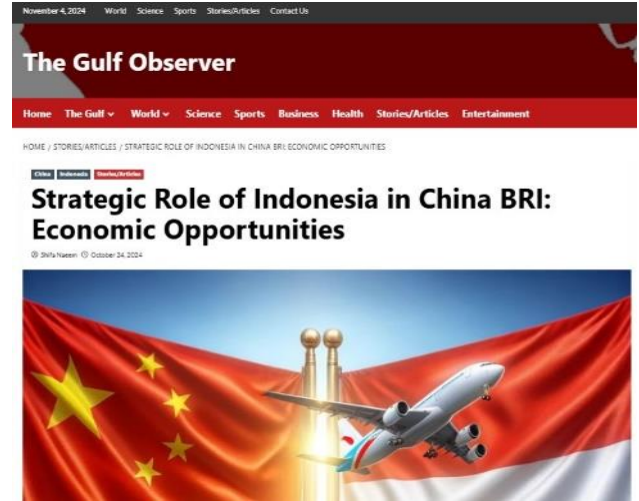 November 4, 2024 World Science Sports Stories/Articles Contact Us
The Gulf Observer
Home The Gulf World Science Sports Business Health Stories/Articles Entertainment
HOME / STORIES/ARTICLES / STRATEGIC ROLE OF INDONESIA IN CHINA BRI: ECONOMIC OPPORTUNITIES
China Indonesia Stories/Articles
Strategic Role of Indonesia in China BRI:
Economic Opportunities
Shifa Naeem October 24, 2024